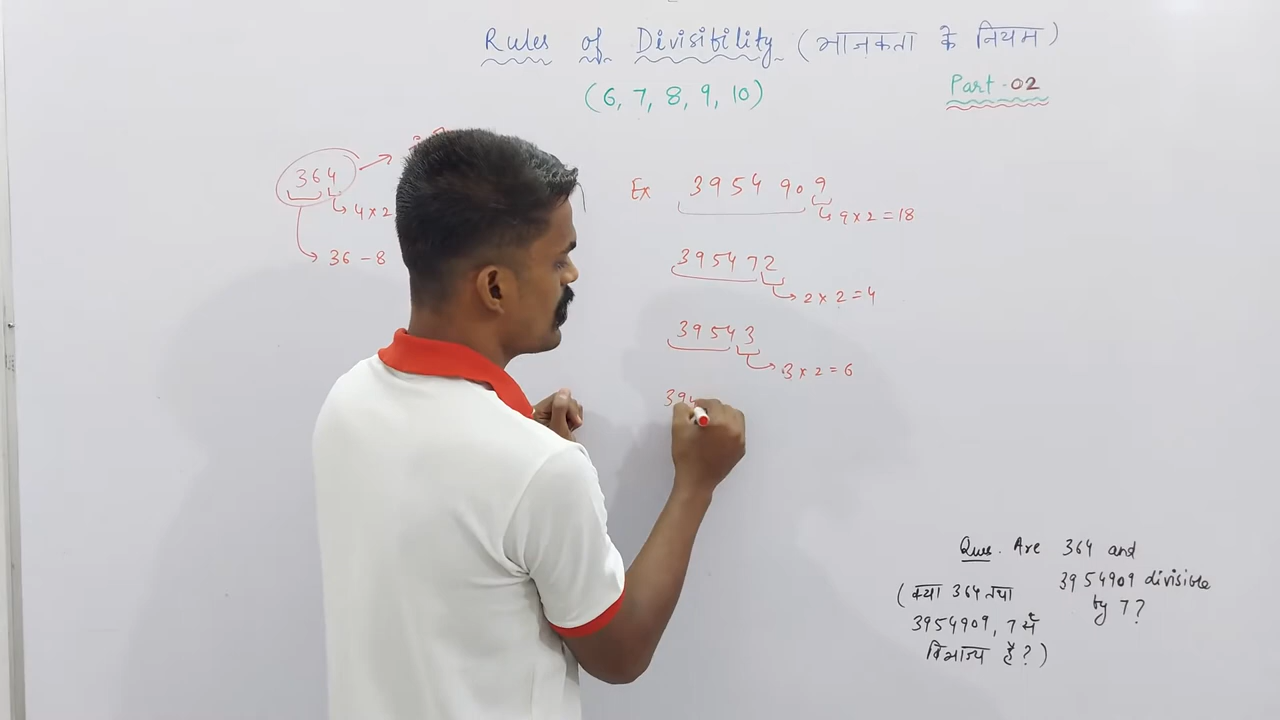 Rules of Divisibility (भाजकता के नियम)
(6, 7, 8, 9, 10)
Part-02
364
4×2
36-8
Ex 3954909
9×2=18
395472
2×2=4
39543
3×2=6
394
Ques. Are 364 and
3954909 divisible
by 7?
(क्या 364 तथा
3954909, 7 से
विभाज्य है?)